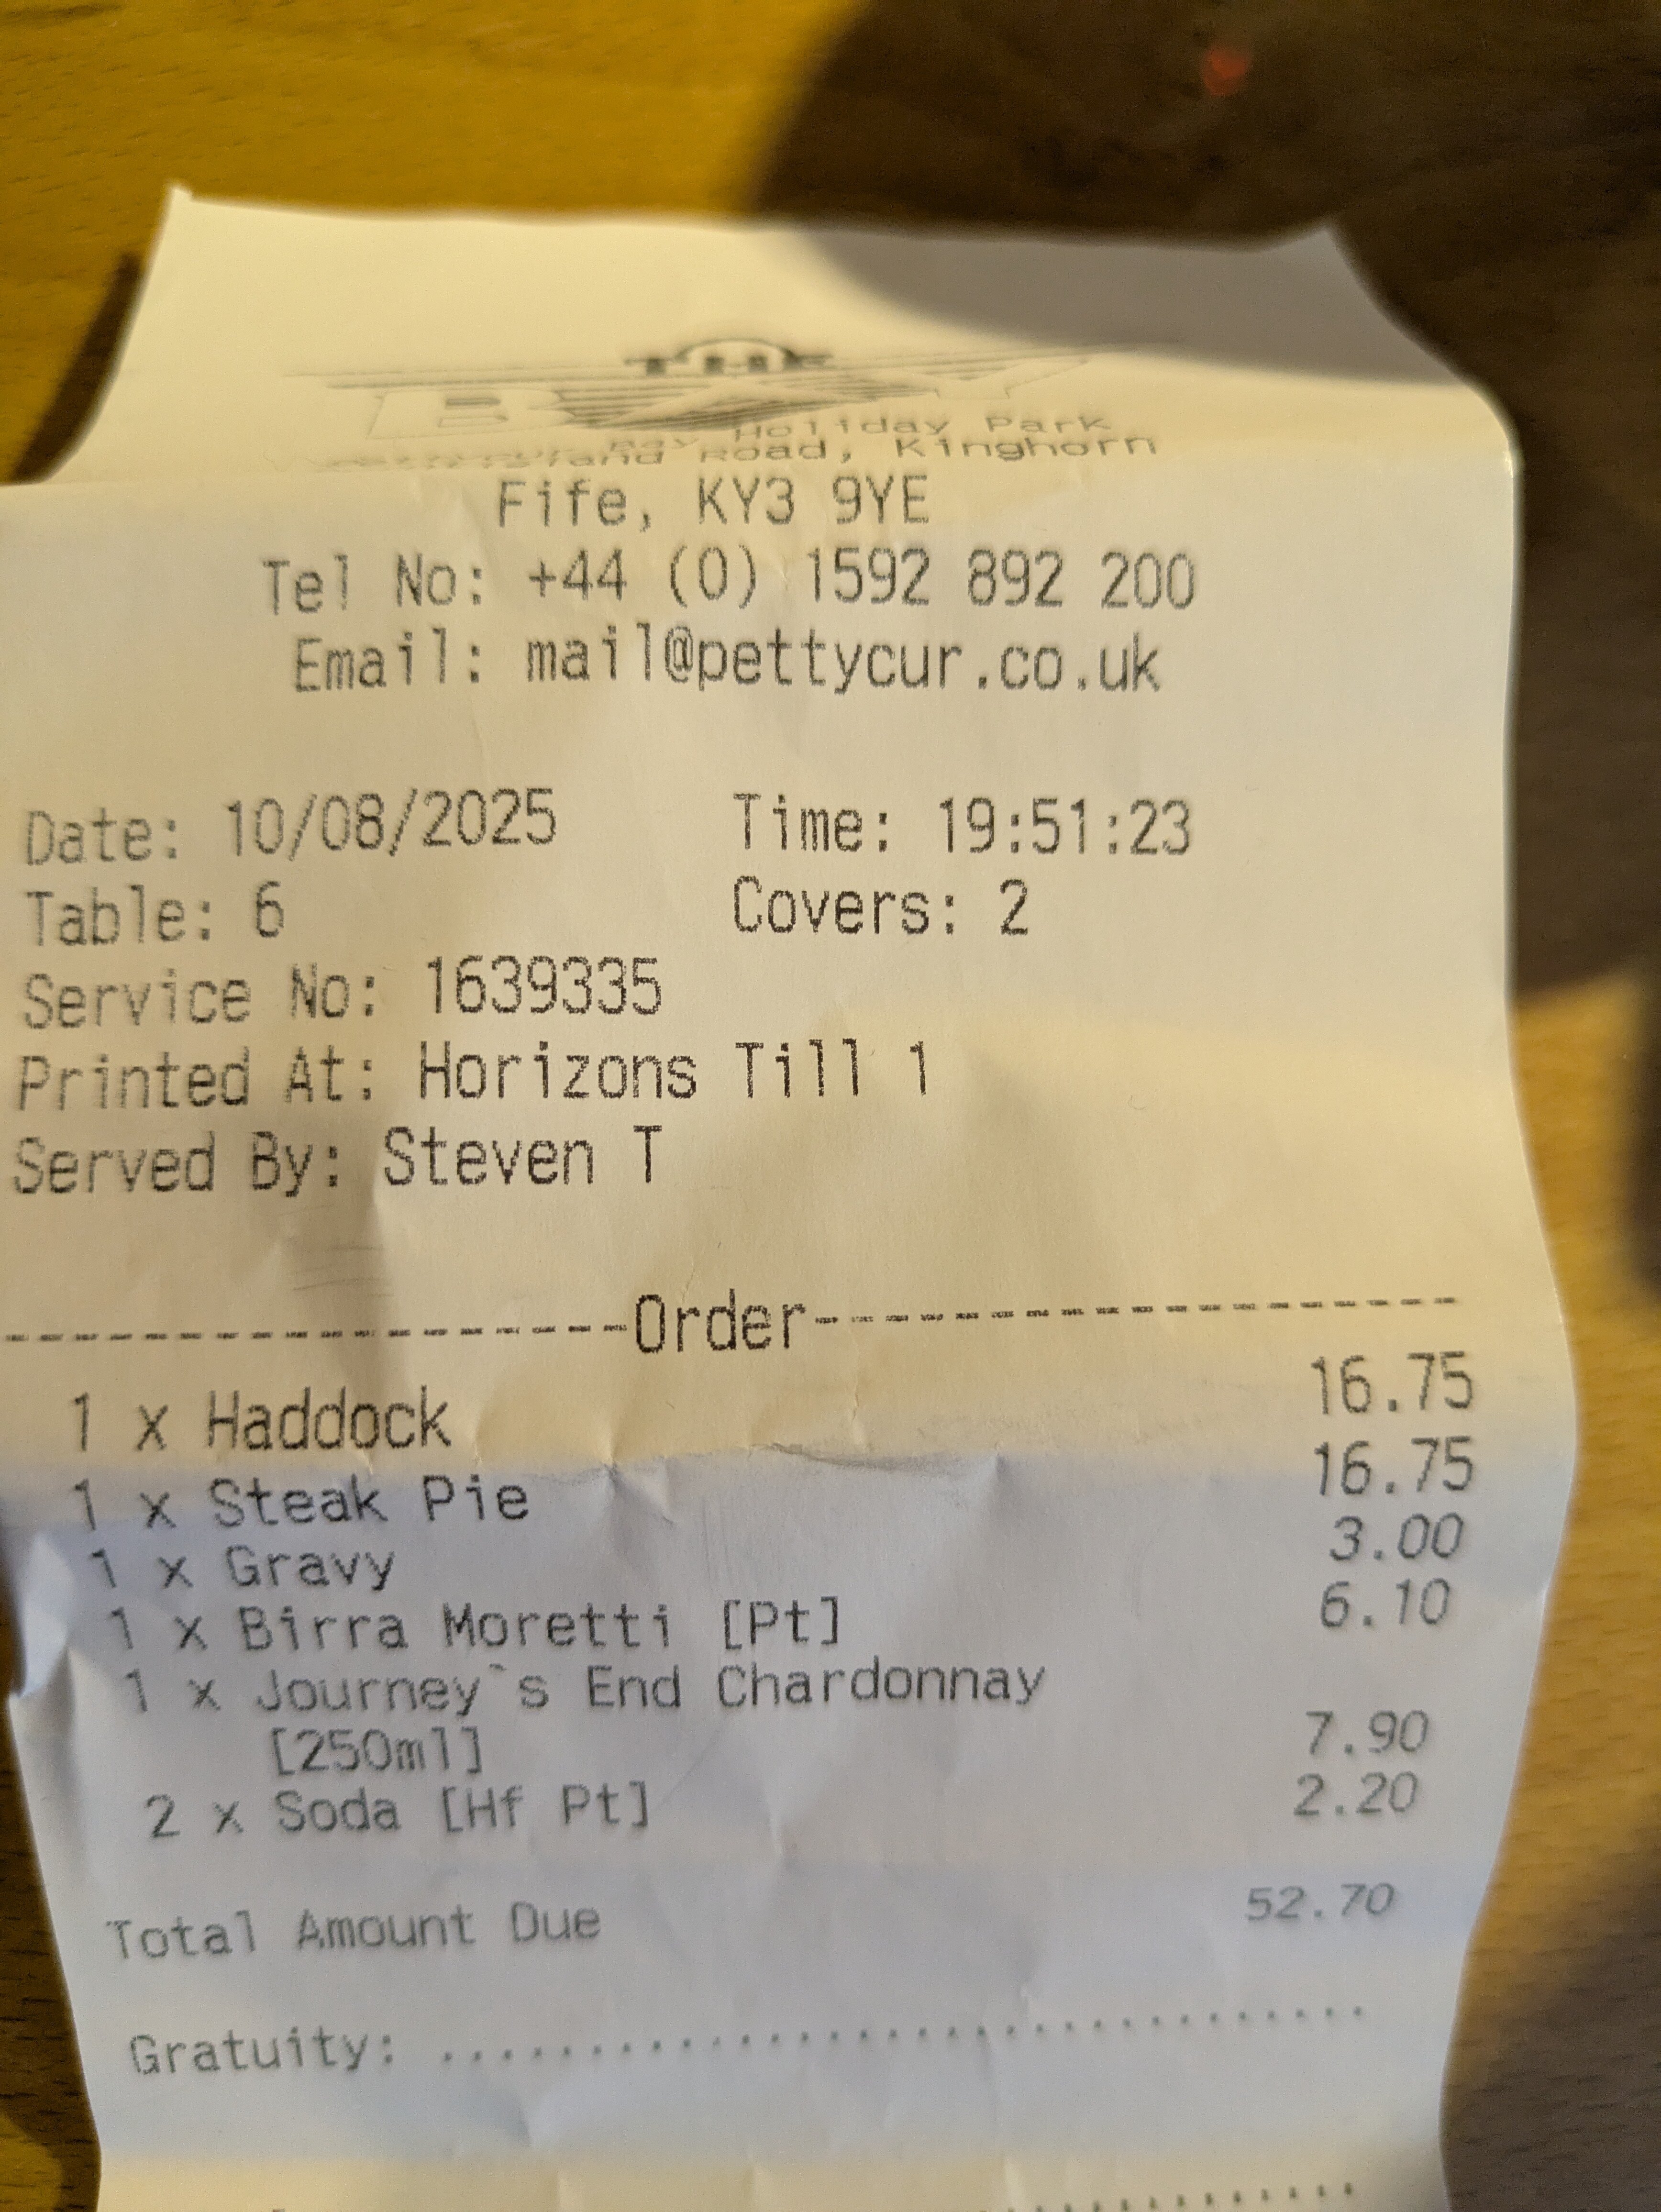 THE
BAY
Bay Holiday Park
Road, Kinghorn
Fife, KY3 9YE
Tel No: +44 (0) 1592 892 200
Email: mail@pettycur.co.uk
Date: 10/08/2025 Time: 19:51:23
Table: 6 Covers: 2
Service No: 1639335
Printed At: Horizons Till 1
Served By: Steven T
------------------Order-------------------
1 x Haddock 16.75
1 x Steak Pie 16.75
1 x Gravy 3.00
1 x Birra Moretti [Pt] 6.10
1 x Journey`s End Chardonnay
[250ml] 7.90
2 x Soda [Hf Pt] 2.20
Total Amount Due 52.70
Gratuity: ..............................